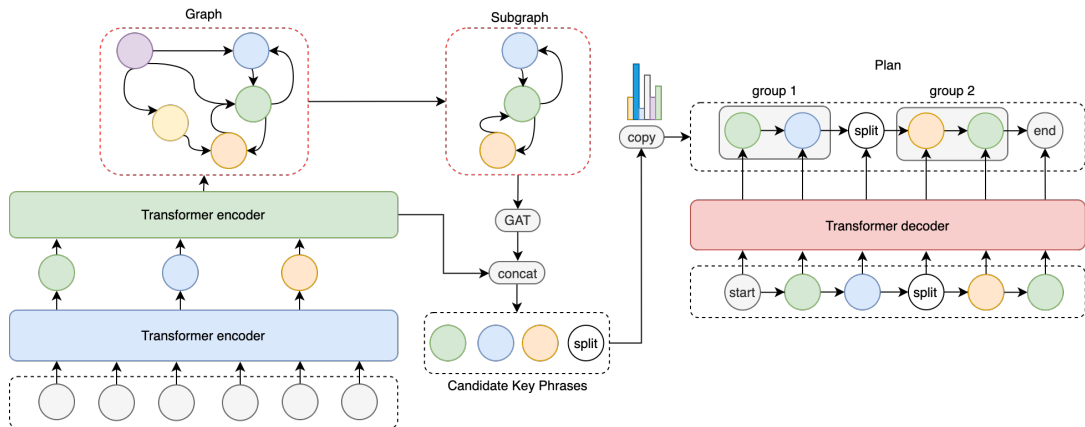 Graph
Subgraph
Plan
group 1
group 2
copy
split
end
Transformer encoder
GAT
Transformer decoder
concat
start
split
Transformer encoder
split
Candidate Key Phrases